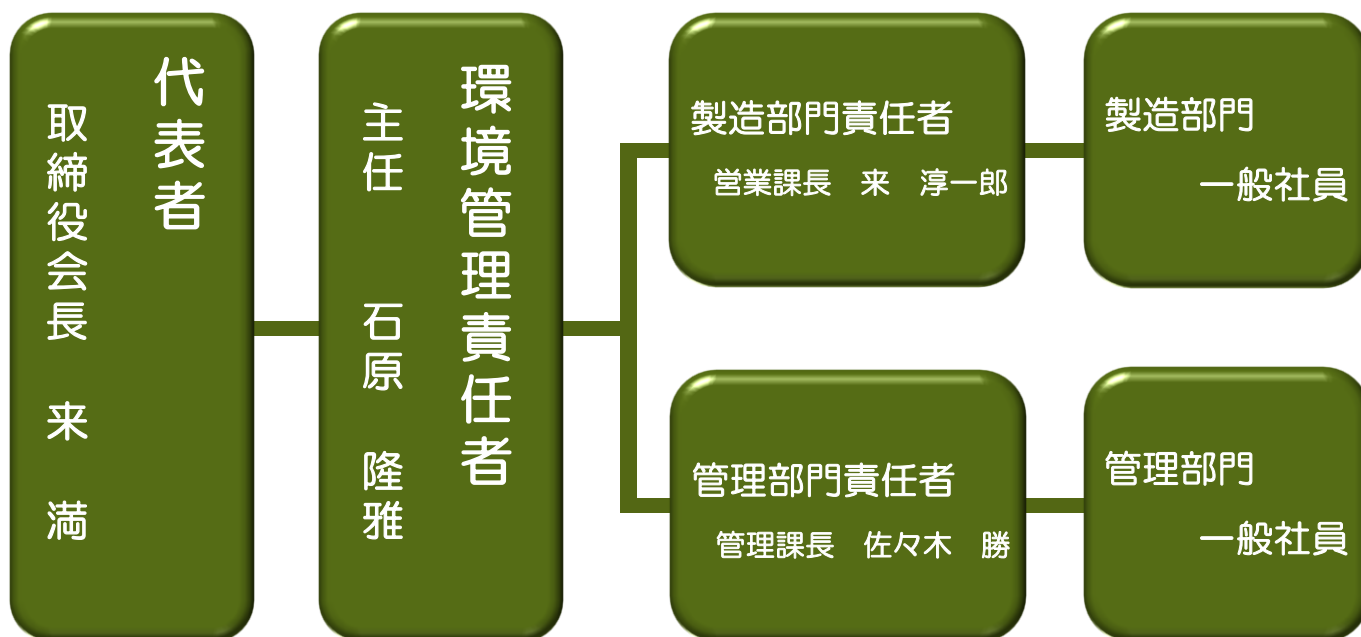 代表者
取締役会長　来　満
環境管理責任者
主任　　石原　隆雅
製造部門責任者
営業課長　来　淳一郎
製造部門
一般社員
管理部門責任者
管理課長　佐々木　勝
管理部門
一般社員